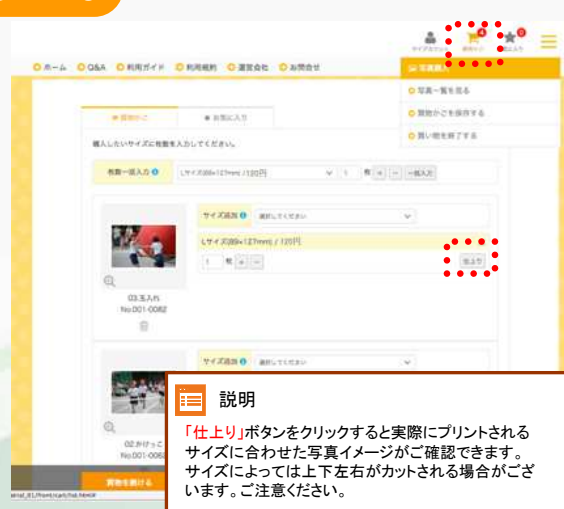 4
0
マイアカウント 買物かご お気に入り
ホーム Q&A 利用ガイド 利用規約 運営会社 お問合せ
写真購入
写真一覧を見る
買物かごを保存する
買い物を終了する
買物かご お気に入り
購入したいサイズに枚数を入力してください。
枚数一括入力 Lサイズ(89×127mm) / 120円 1 枚 + - 一括入力
サイズ追加 選択してください
Lサイズ(89×127mm) / 120円
1 枚 + - 仕上り
03.玉入れ
No.001-0082
サイズ追加 選択してください
02.かけっこ
No.001-006
買物を続ける
説明
「仕上り」ボタンをクリックすると実際にプリントされる
サイズに合わせた写真イメージがご確認できます。
サイズによっては上下左右がカットされる場合がござ
います。ご注意ください。